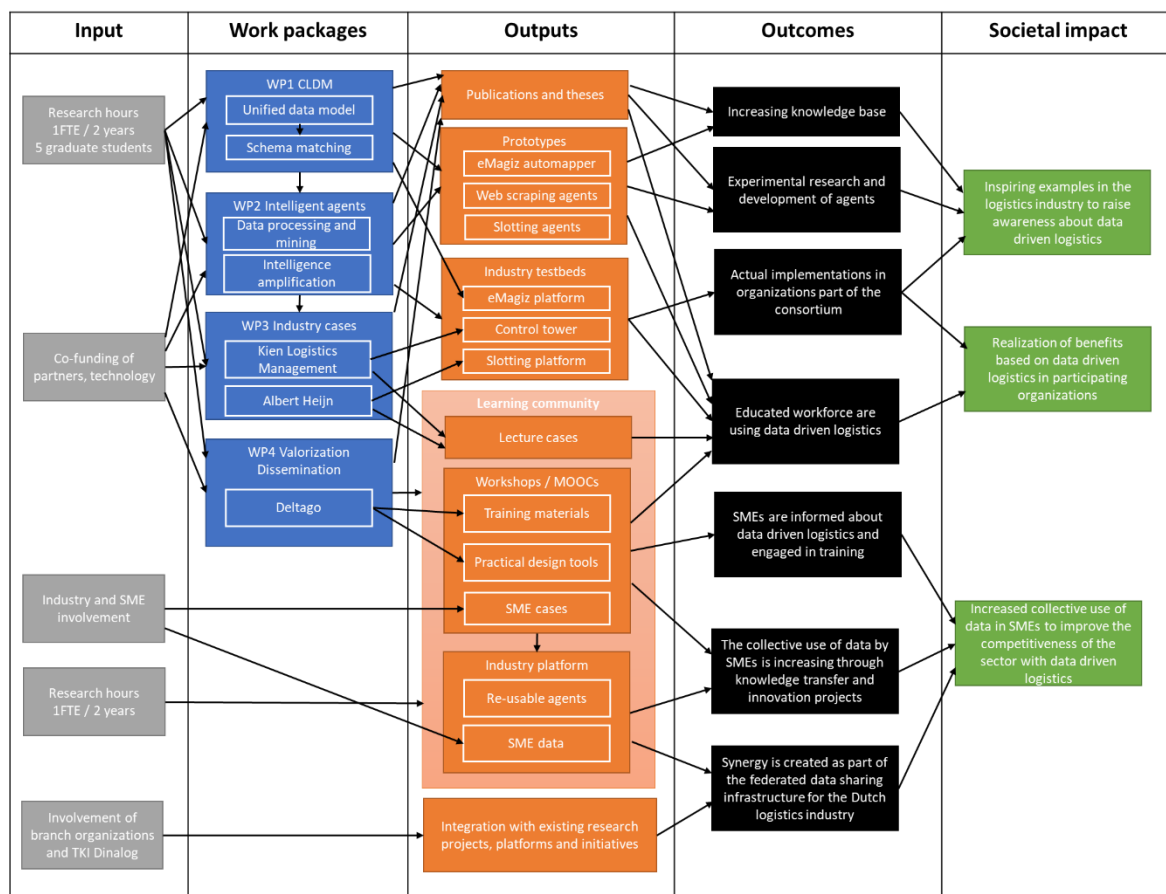 Input
Work packages
Outputs
Outcomes
Societal impact
Research hours
1FTE / 2 years
5 graduate students
Co-funding of
partners, technology
Industry and SME
involvement
Research hours
1FTE / 2 years
Involvement of
branch organizations
and TKI Dinalog
WP1 CLDM
Unified data model
Schema matching
WP2 Intelligent agents
Data processing and
mining
Intelligence
amplification
WP3 Industry cases
Kien Logistics
Management
Albert Heijn
WP4 Valorization
Dissemination
Deltago
Publications and theses
Prototypes
eMagiz automapper
Web scraping agents
Slotting agents
Industry testbeds
eMagiz platform
Control tower
Slotting platform
Learning community
Lecture cases
Workshops / MOOCs
Training materials
Practical design tools
SME cases
Industry platform
Re-usable agents
SME data
Integration with existing research
projects, platforms and initiatives
Increasing knowledge base
Experimental research and
development of agents
Actual implementations in
organizations part of the
consortium
Educated workforce are
using data driven logistics
SMEs are informed about
data driven logistics and
engaged in training
The collective use of data by
SMEs is increasing through
knowledge transfer and
innovation projects
Synergy is created as part of
the federated data sharing
infrastructure for the Dutch
logistics industry
Inspiring examples in the
logistics industry to raise
awareness about data
driven logistics
Realization of benefits
based on data driven
logistics in participating
organizations
Increased collective use of
data in SMEs to improve the
competitiveness of the
sector with data driven
logistics